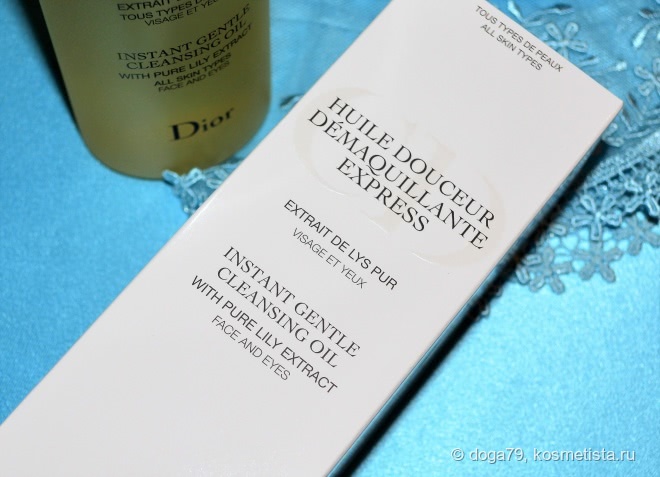 EXTRAIT DE LYS PUR
TOUS TYPES
VISAGE ET YEUX
INSTANT GENTLE
CLEANSING OIL
WITH PURE LILY EXTRACT
ALL SKIN TYPES
FACE AND EYES
Dior
TOUS TYPES DE PEAUX
ALL SKIN TYPES
HUILE DOUCEUR
DÉMAQUILLANTE
EXPRESS
EXTRAIT DE LYS PUR
VISAGE ET YEUX
INSTANT GENTLE
CLEANSING OIL
WITH PURE LILY EXTRACT
FACE AND EYES
© doga79, kosmetista.ru